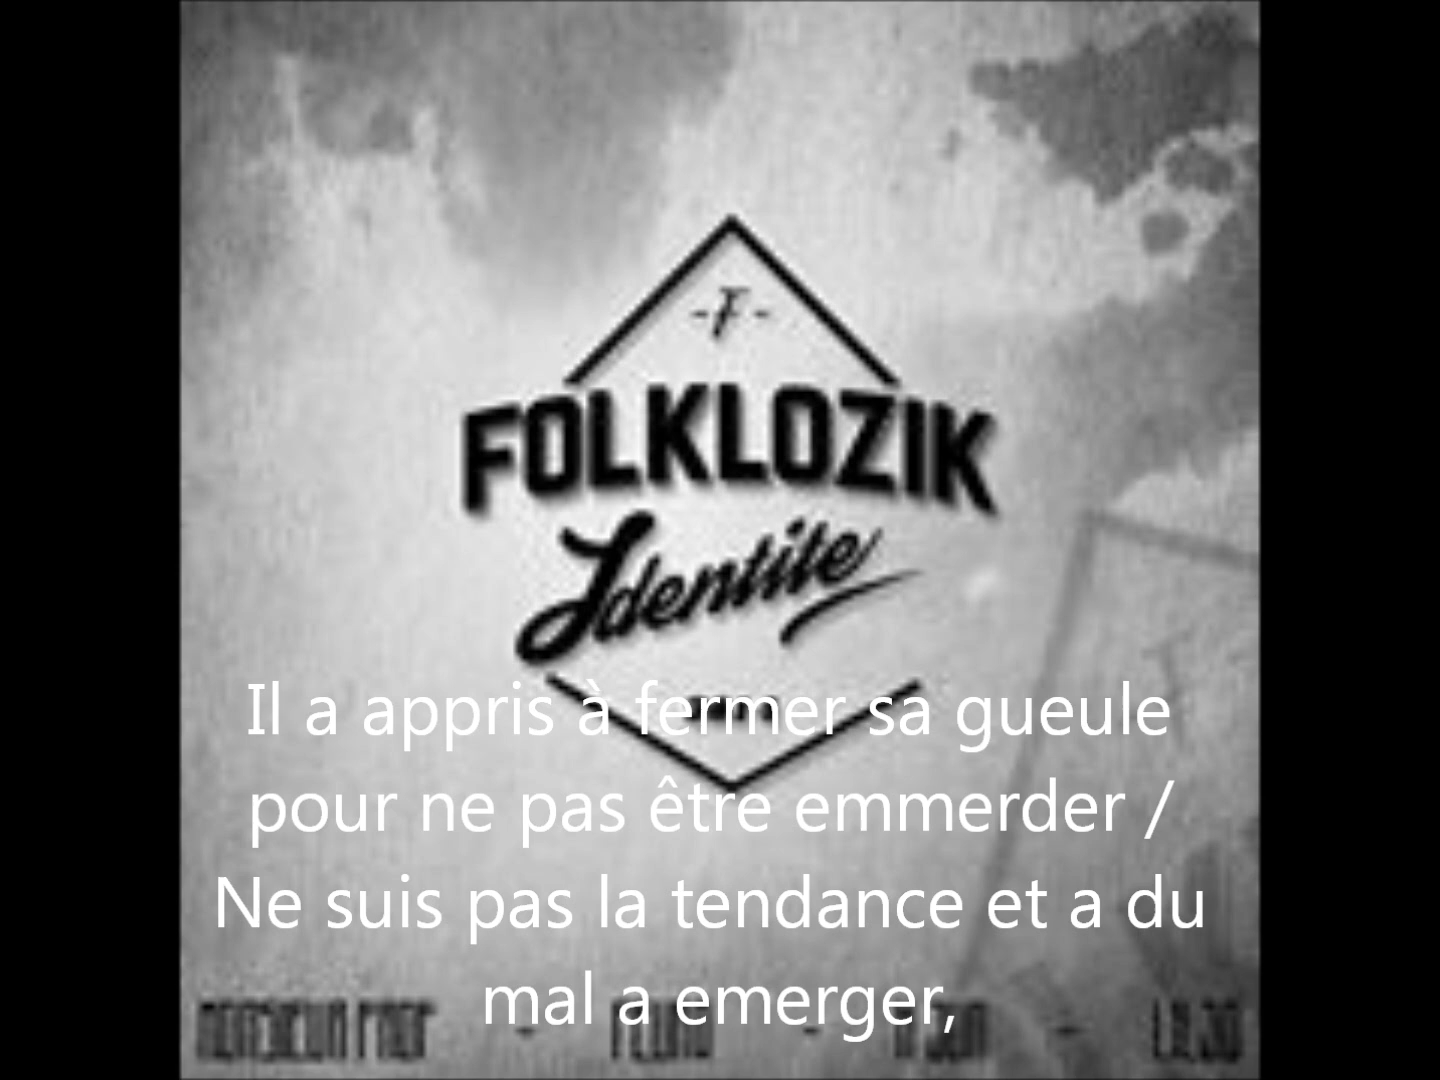 -F-
FOLKLOZIK
Identite
Il a appris à fermer sa gueule
pour ne pas être emmerder /
Ne suis pas la tendance et a du
mal a emerger,